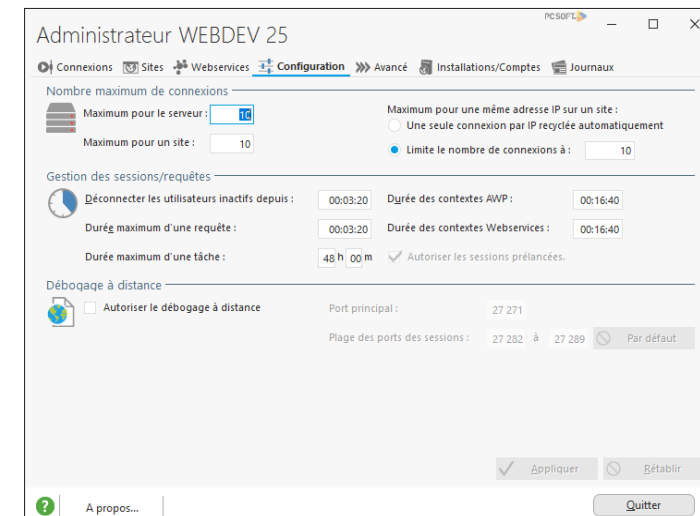 PCSOFT
Administrateur WEBDEV 25
Connexions Sites Webservices Configuration Avancé Installations/Comptes Journaux
Nombre maximum de connexions
Maximum pour le serveur : 10
Maximum pour un site : 10
Maximum pour une même adresse IP sur un site :
Une seule connexion par IP recyclée automatiquement
Limite le nombre de connexions à : 10
Gestion des sessions/requêtes
Déconnecter les utilisateurs inactifs depuis : 00:03:20 Durée des contextes AWP : 00:16:40
Durée maximum d'une requête : 00:03:20 Durée des contextes Webservices : 00:16:40
Durée maximum d'une tâche : 48 h 00 m Autoriser les sessions prélancées.
Débogage à distance
Autoriser le débogage à distance Port principal : 27 271
Plage des ports des sessions : 27 282 à 27 289 Par défaut
Appliquer Rétablir
? A propos... Quitter